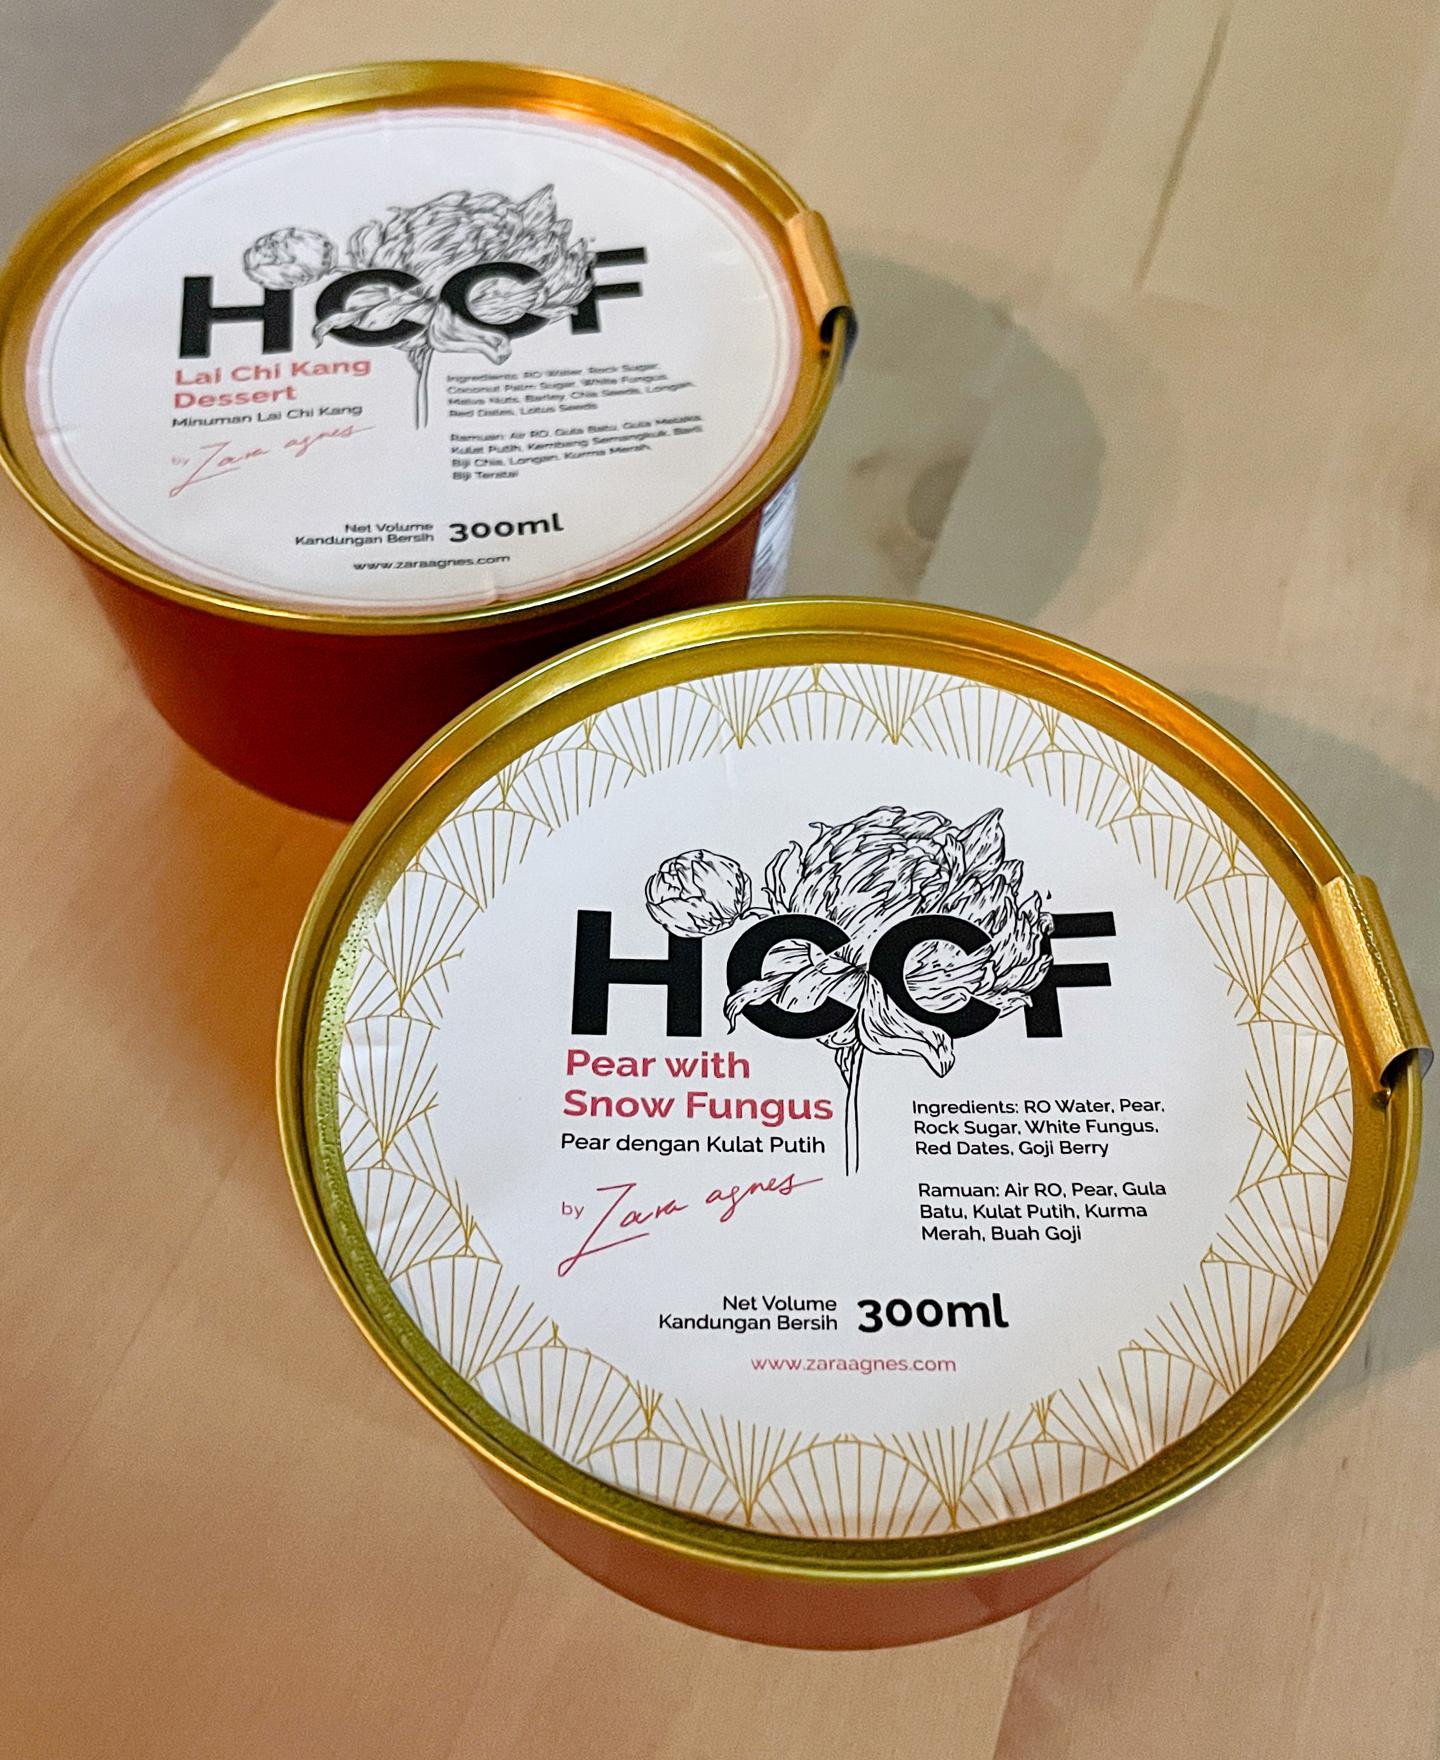 HCCF
Lai Chi Kang
Dessert
Minuman Lai Chi Kang
by Zara agnes
Ingredients: RO Water, Rock Sugar,
Coconut Palm Sugar, White Fungus,
Malva Nuts, Barley, Chia Seeds, Longan,
Red Dates, Lotus Seeds
Ramuan: Air RO, Gula Batu, Gula Melaka,
Kulat Putih, Kembang Semangkuk, Barli,
Biji Chia, Longan, Kurma Merah,
Biji Teratai
Net Volume
Kandungan Bersih
300ml
www.zaraagnes.com
HCCF
Pear with
Snow Fungus
Pear dengan Kulat Putih
by Zara agnes
Ingredients: RO Water, Pear,
Rock Sugar, White Fungus,
Red Dates, Goji Berry
Ramuan: Air RO, Pear, Gula
Batu, Kulat Putih, Kurma
Merah, Buah Goji
Net Volume
Kandungan Bersih
300ml
www.zaraagnes.com